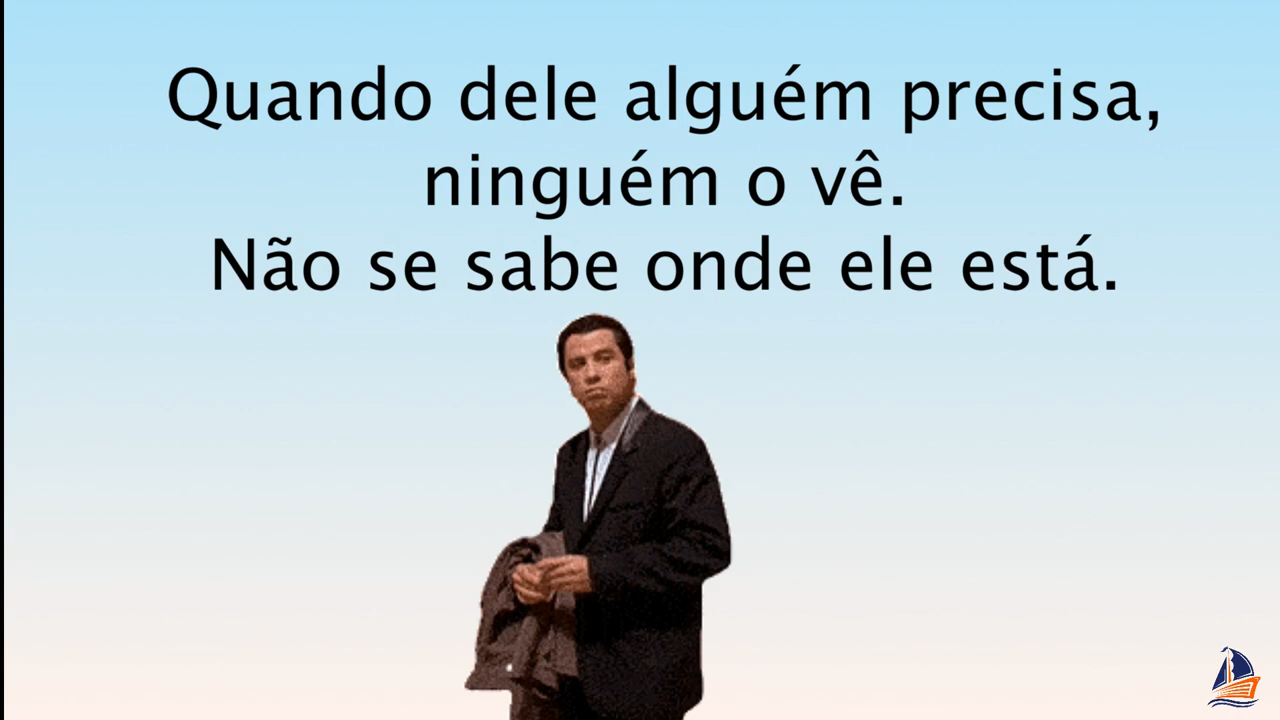 Quando dele alguém precisa,
ninguém o vê.
Não se sabe onde ele está.